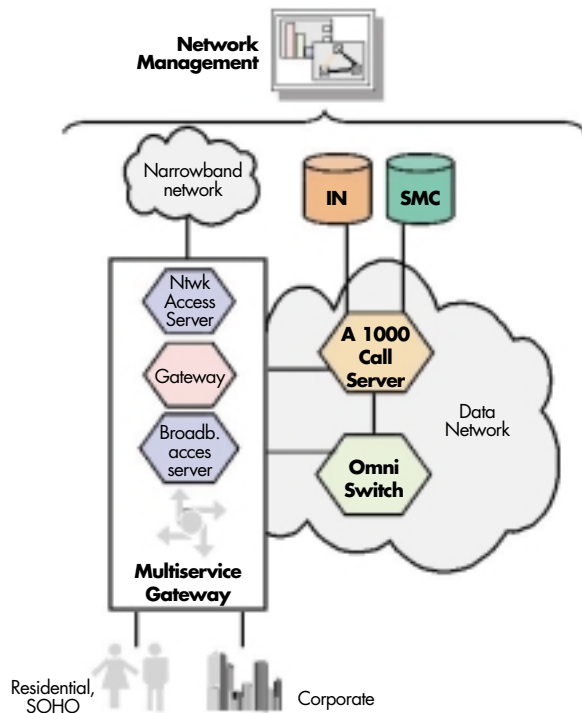 Network
Management
Narrowband
network
IN
SMC
Ntwk
Access
Server
A 1000
Call
Server
Gateway
Data
Network
Broadb.
acces
server
Omni
Switch
Multiservice
Gateway
Residential,
SOHO
Corporate